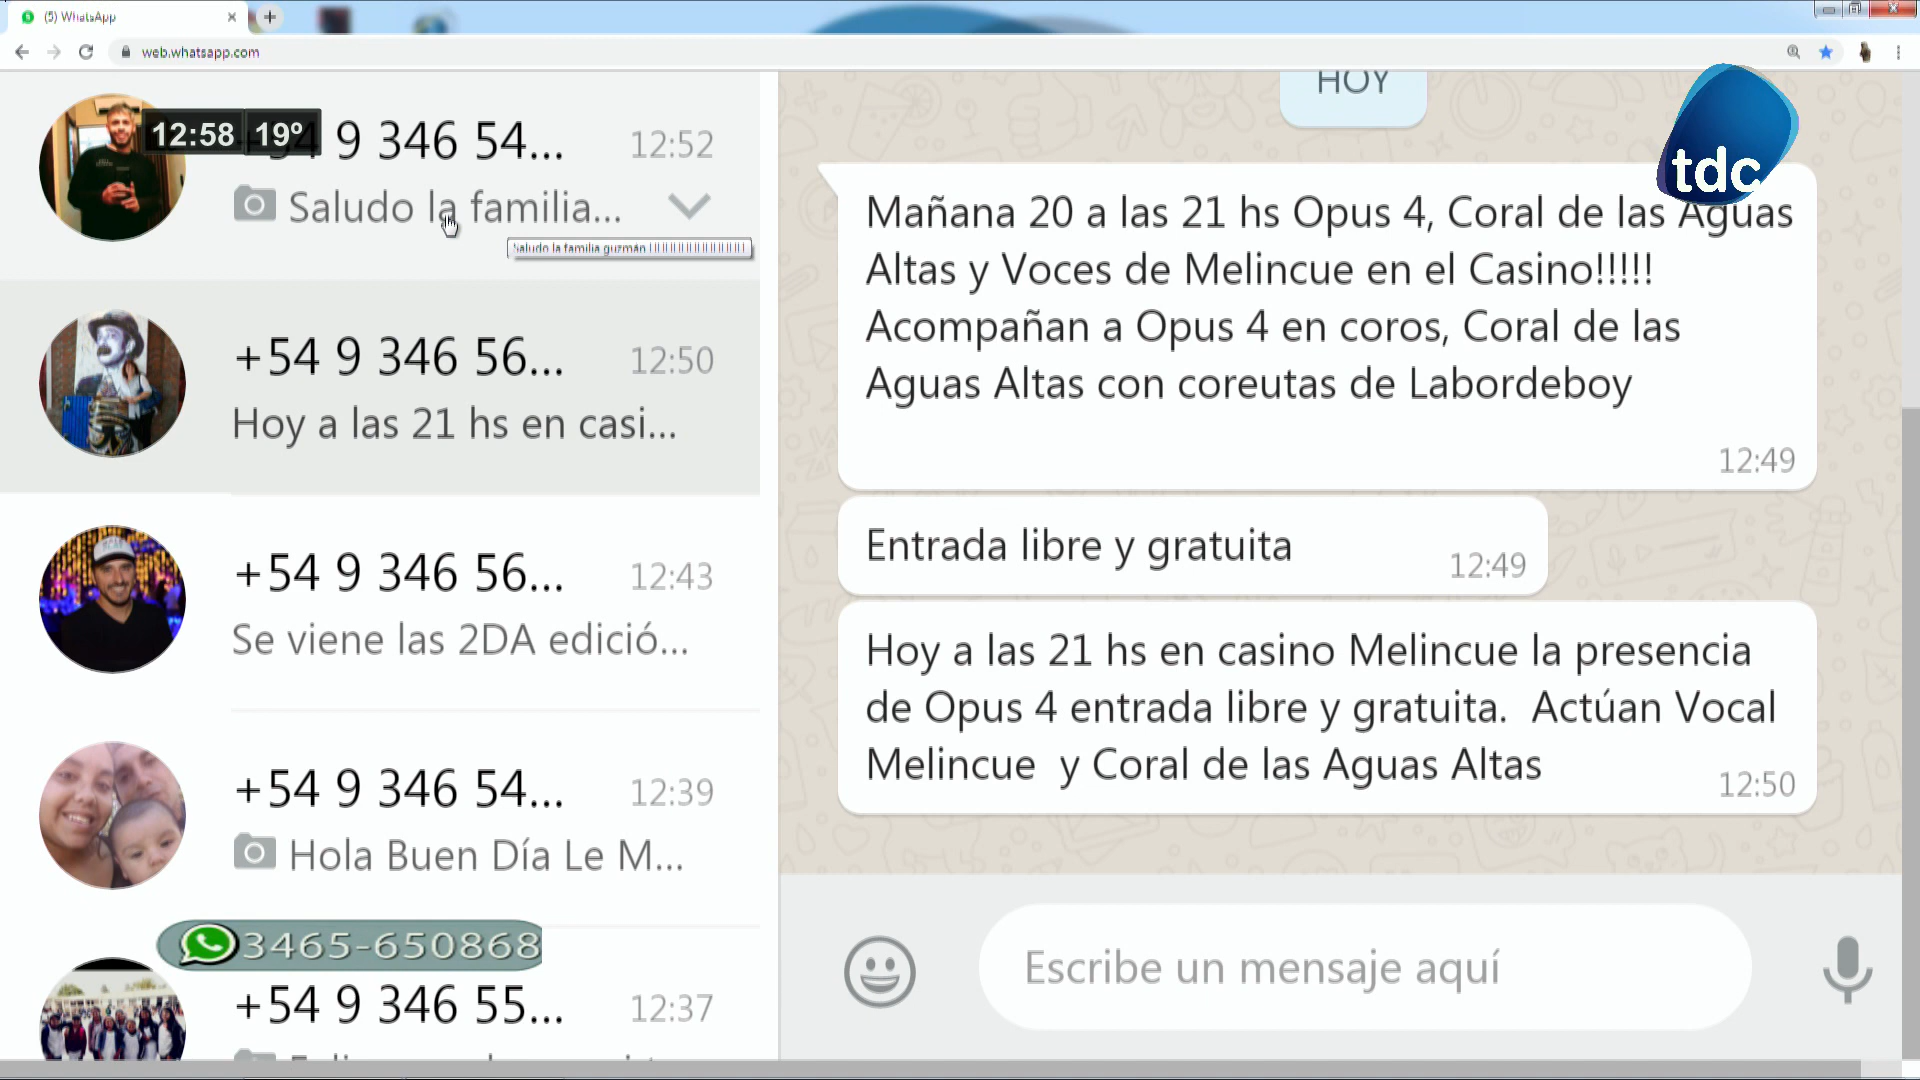 (5) WhatsApp
web.whatsapp.com
12:58 19º
9 346 54... 12:52
Saludo la familia...
Saludo la familia guzmán
+54 9 346 56... 12:50
Hoy a las 21 hs en casi...
+54 9 346 56... 12:43
Se viene las 2DA edició...
+54 9 346 54... 12:39
Hola Buen Día Le M...
3465-650868
+54 9 346 55... 12:37
HOY
tdc
Mañana 20 a las 21 hs Opus 4, Coral de las Aguas
Altas y Voces de Melincue en el Casino!!!!!
Acompañan a Opus 4 en coros, Coral de las
Aguas Altas con coreutas de Labordeboy
12:49
Entrada libre y gratuita
12:49
Hoy a las 21 hs en casino Melincue la presencia
de Opus 4 entrada libre y gratuita.  Actúan Vocal
Melincue  y Coral de las Aguas Altas
12:50
Escribe un mensaje aquí